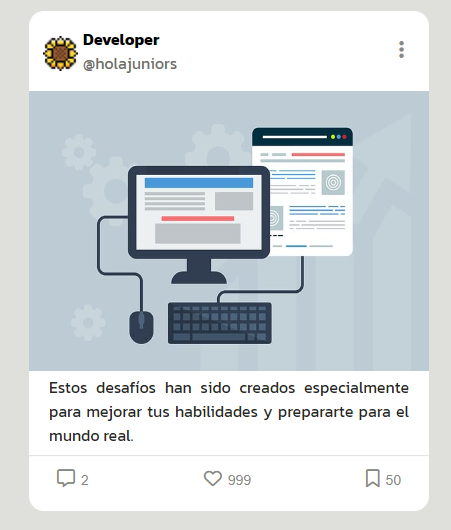 Developer
@holajuniors
Estos desafíos han sido creados especialmente
para mejorar tus habilidades y prepararte para el
mundo real.
2
999
50